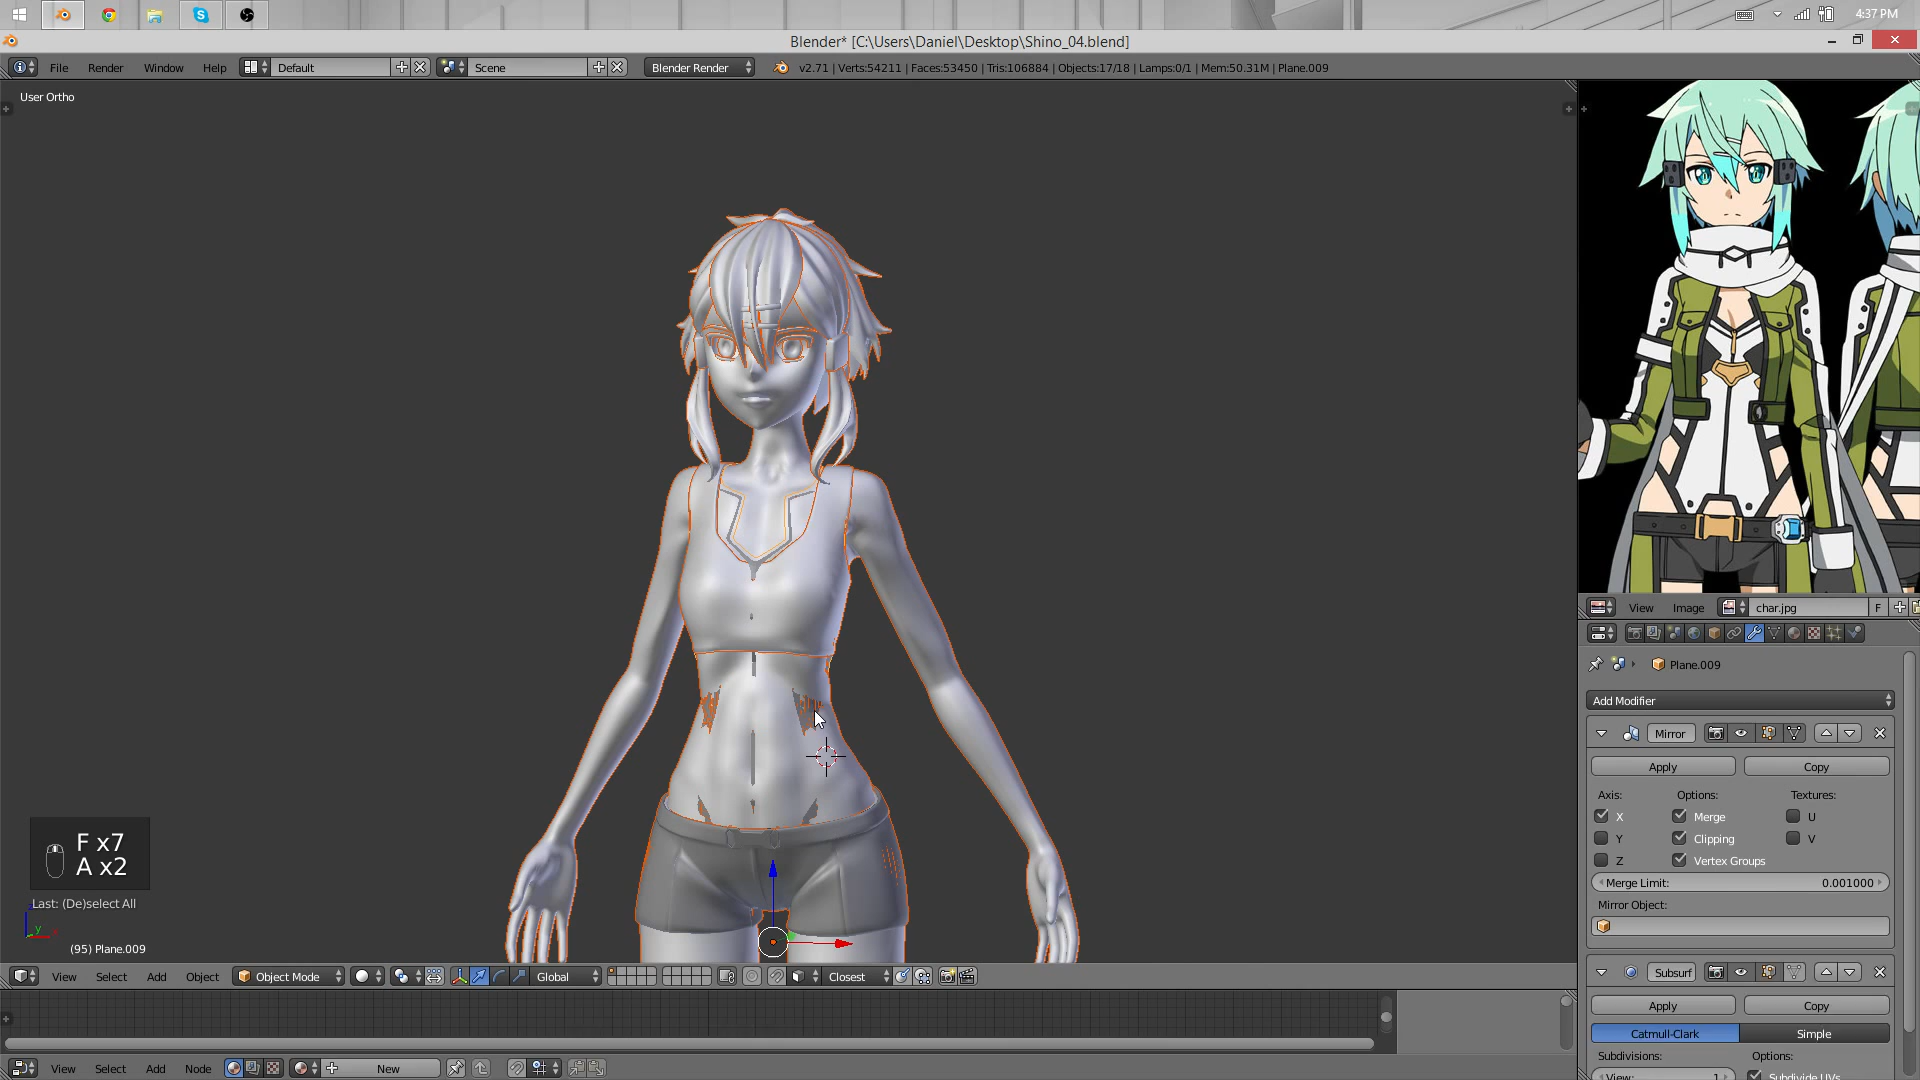 4:37 PM
Blender* [C:\Users\Daniel\Desktop\Shino_04.blend]
File Render Window Help Default Scene Blender Render v2.71 | Verts:54211 | Faces:53450 | Tris:106884 | Objects:17/18 | Lamps:0/1 | Mem:50.31M | Plane.009
User Ortho
View Image char.jpg F
Plane.009
Add Modifier
Mirror
Apply Copy
Axis: Options: Textures:
X Merge U
Y Clipping V
Z Vertex Groups
Merge Limit: 0.001000
Mirror Object:
F x7
A x2
Last: (De)select All
y
(95) Plane.009
View Select Add Object Object Mode Global Closest
Subsurf
Apply Copy
Catmull-Clark Simple
Subdivisions: Options:
View: 1 Subdivide UVs
View Select Add Node New